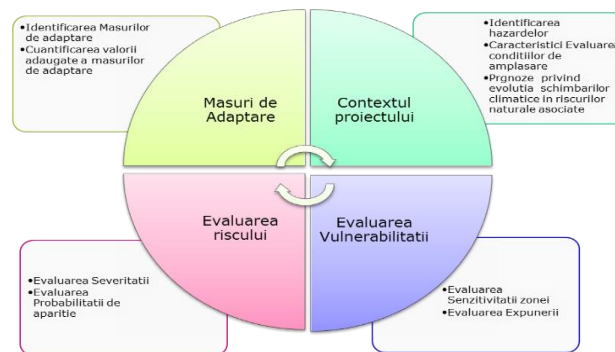 •Identificarea Masurilor
de adaptare
•Cuantificarea valorii
adaugate a masurilor
de adaptare
Masuri de
Adaptare
Contextul
proiectului
•Identificarea
hazardelor
•Caracteristici Evaluarea
conditiilor de
amplasare
•Prgnoze privind
evolutia schimbarilor
climatice in riscurilor
naturale asociate
Evaluarea
riscului
Evaluarea
Vulnerabilitatii
•Evaluarea Severitatii
•Evaluarea
Probabilitatii de
aparitie
•Evaluarea
Senzitivitatii zonei
•Evaluarea Expunerii